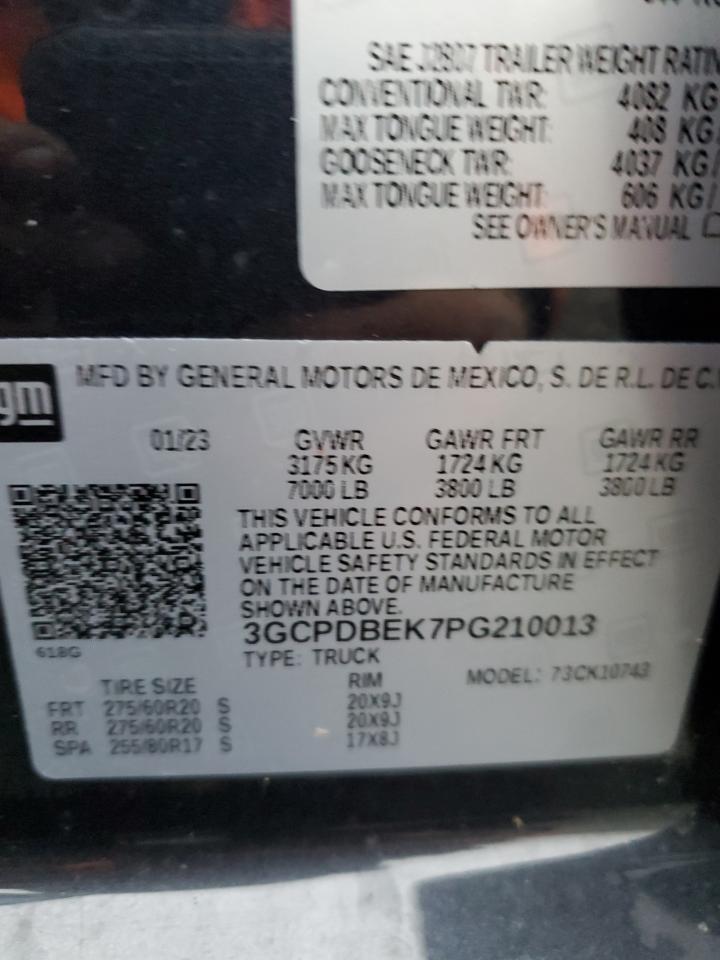 SAE J2807 TRAILER WEIGHT RATIN
CONVENTIONAL TWR: 4082 KG/
MAX TONGUE WEIGHT: 408 KG/
GOOSENECK TWR: 4037 KG/
MAX TONGUE WEIGHT: 606 KG/
SEE OWNER'S MANUAL
gm MFD BY GENERAL MOTORS DE MEXICO, S. DE R.L. DE C.
01/23 GVWR GAWR FRT GAWR RR
3175 KG 1724 KG 1724 KG
7000 LB 3800 LB 3800 LB
THIS VEHICLE CONFORMS TO ALL
APPLICABLE U.S. FEDERAL MOTOR
VEHICLE SAFETY STANDARDS IN EFFECT
ON THE DATE OF MANUFACTURE
SHOWN ABOVE.
3GCPDBEK7PG210013
618G
TYPE: TRUCK MODEL: 73CK10743
TIRE SIZE RIM
FRT 275/60R20 S 20X9J
RR 275/60R20 S 20X9J
SPA 255/80R17 S 17X8J